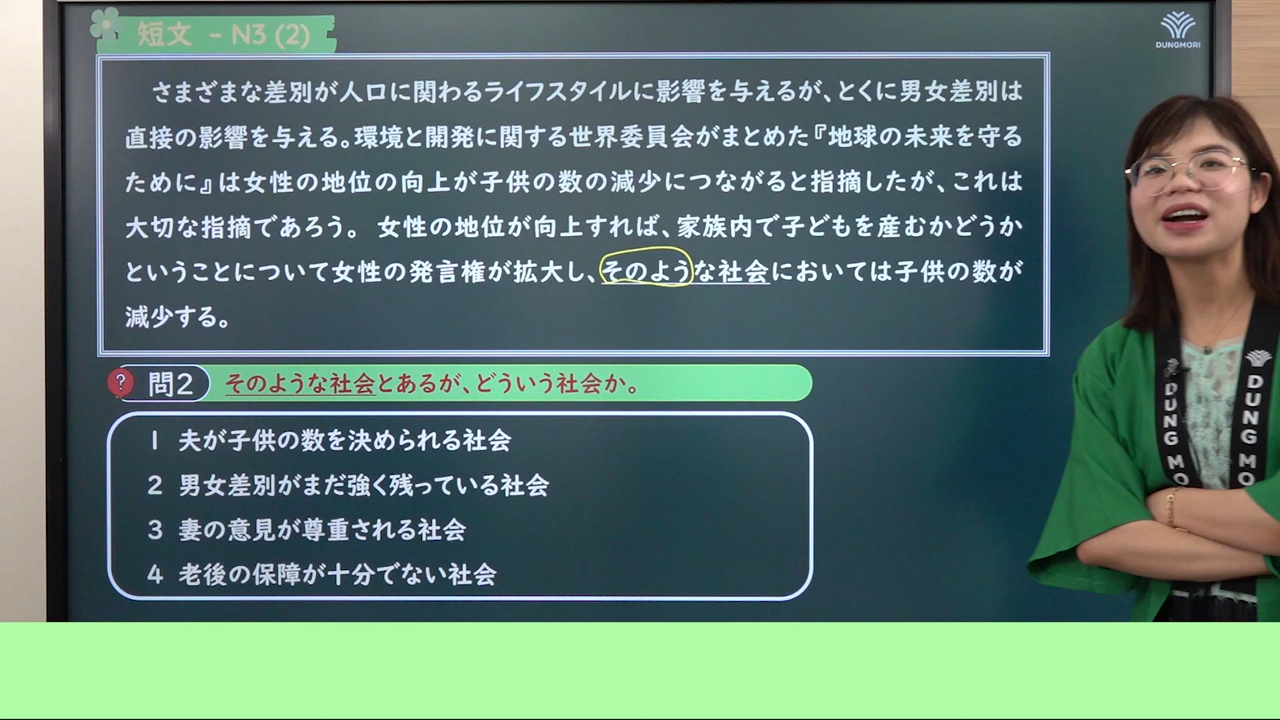 短文 - N3 (2)
DUNGMORI
さまざまな差別が人口に関わるライフスタイルに影響を与えるが、とくに男女差別は
直接の影響を与える。環境と開発に関する世界委員会がまとめた『地球の未来を守る
ために』は女性の地位の向上が子供の数の減少につながると指摘したが、これは
大切な指摘であろう。 女性の地位が向上すれば、家族内で子どもを産むかどうか
ということについて女性の発言権が拡大し、そのような社会においては子供の数が
減少する。
? 問2 そのような社会とあるが、どういう社会か。
1 夫が子供の数を決められる社会
2 男女差別がまだ強く残っている社会
3 妻の意見が尊重される社会
4 老後の保障が十分でない社会
DUNG MO
DUNG MO